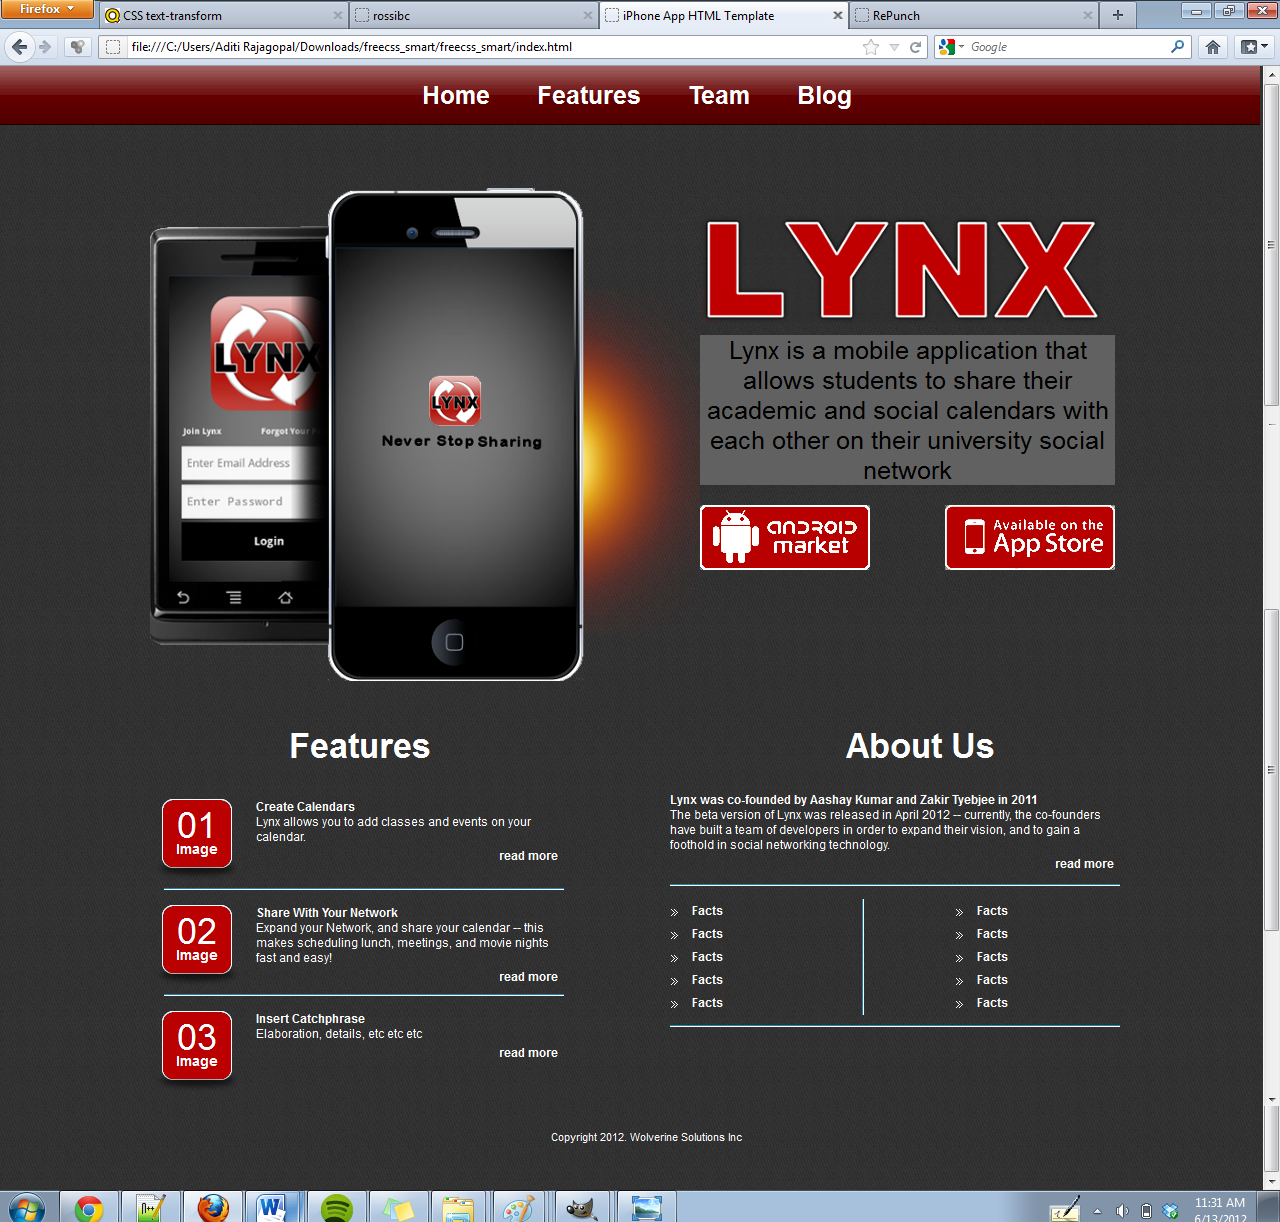 Firefox
CSS text-transform
rossibc
iPhone App HTML Template
RePunch
file:///C:/Users/Aditi Rajagopal/Downloads/freecss_smart/freecss_smart/index.html
Google
Home Features Team Blog
LYNX
Lynx is a mobile application that
allows students to share their
academic and social calendars with
each other on their university social
network
android
market
Available on the
App Store
LYNX
Join Lynx
Forgot Your
Enter Email Address
Enter Password
Login
LYNX
Never Stop Sharing
Features
01
Image
Create Calendars
Lynx allows you to add classes and events on your
calendar.
read more
02
Image
Share With Your Network
Expand your Network, and share your calendar -- this
makes scheduling lunch, meetings, and movie nights
fast and easy!
read more
03
Image
Insert Catchphrase
Elaboration, details, etc etc etc
read more
About Us
Lynx was co-founded by Aashay Kumar and Zakir Tyebjee in 2011
The beta version of Lynx was released in April 2012 -- currently, the co-founders
have built a team of developers in order to expand their vision, and to gain a
foothold in social networking technology.
read more
Facts Facts
Facts Facts
Facts Facts
Facts Facts
Facts Facts
Copyright 2012. Wolverine Solutions Inc
11:31 AM
6/13/2012